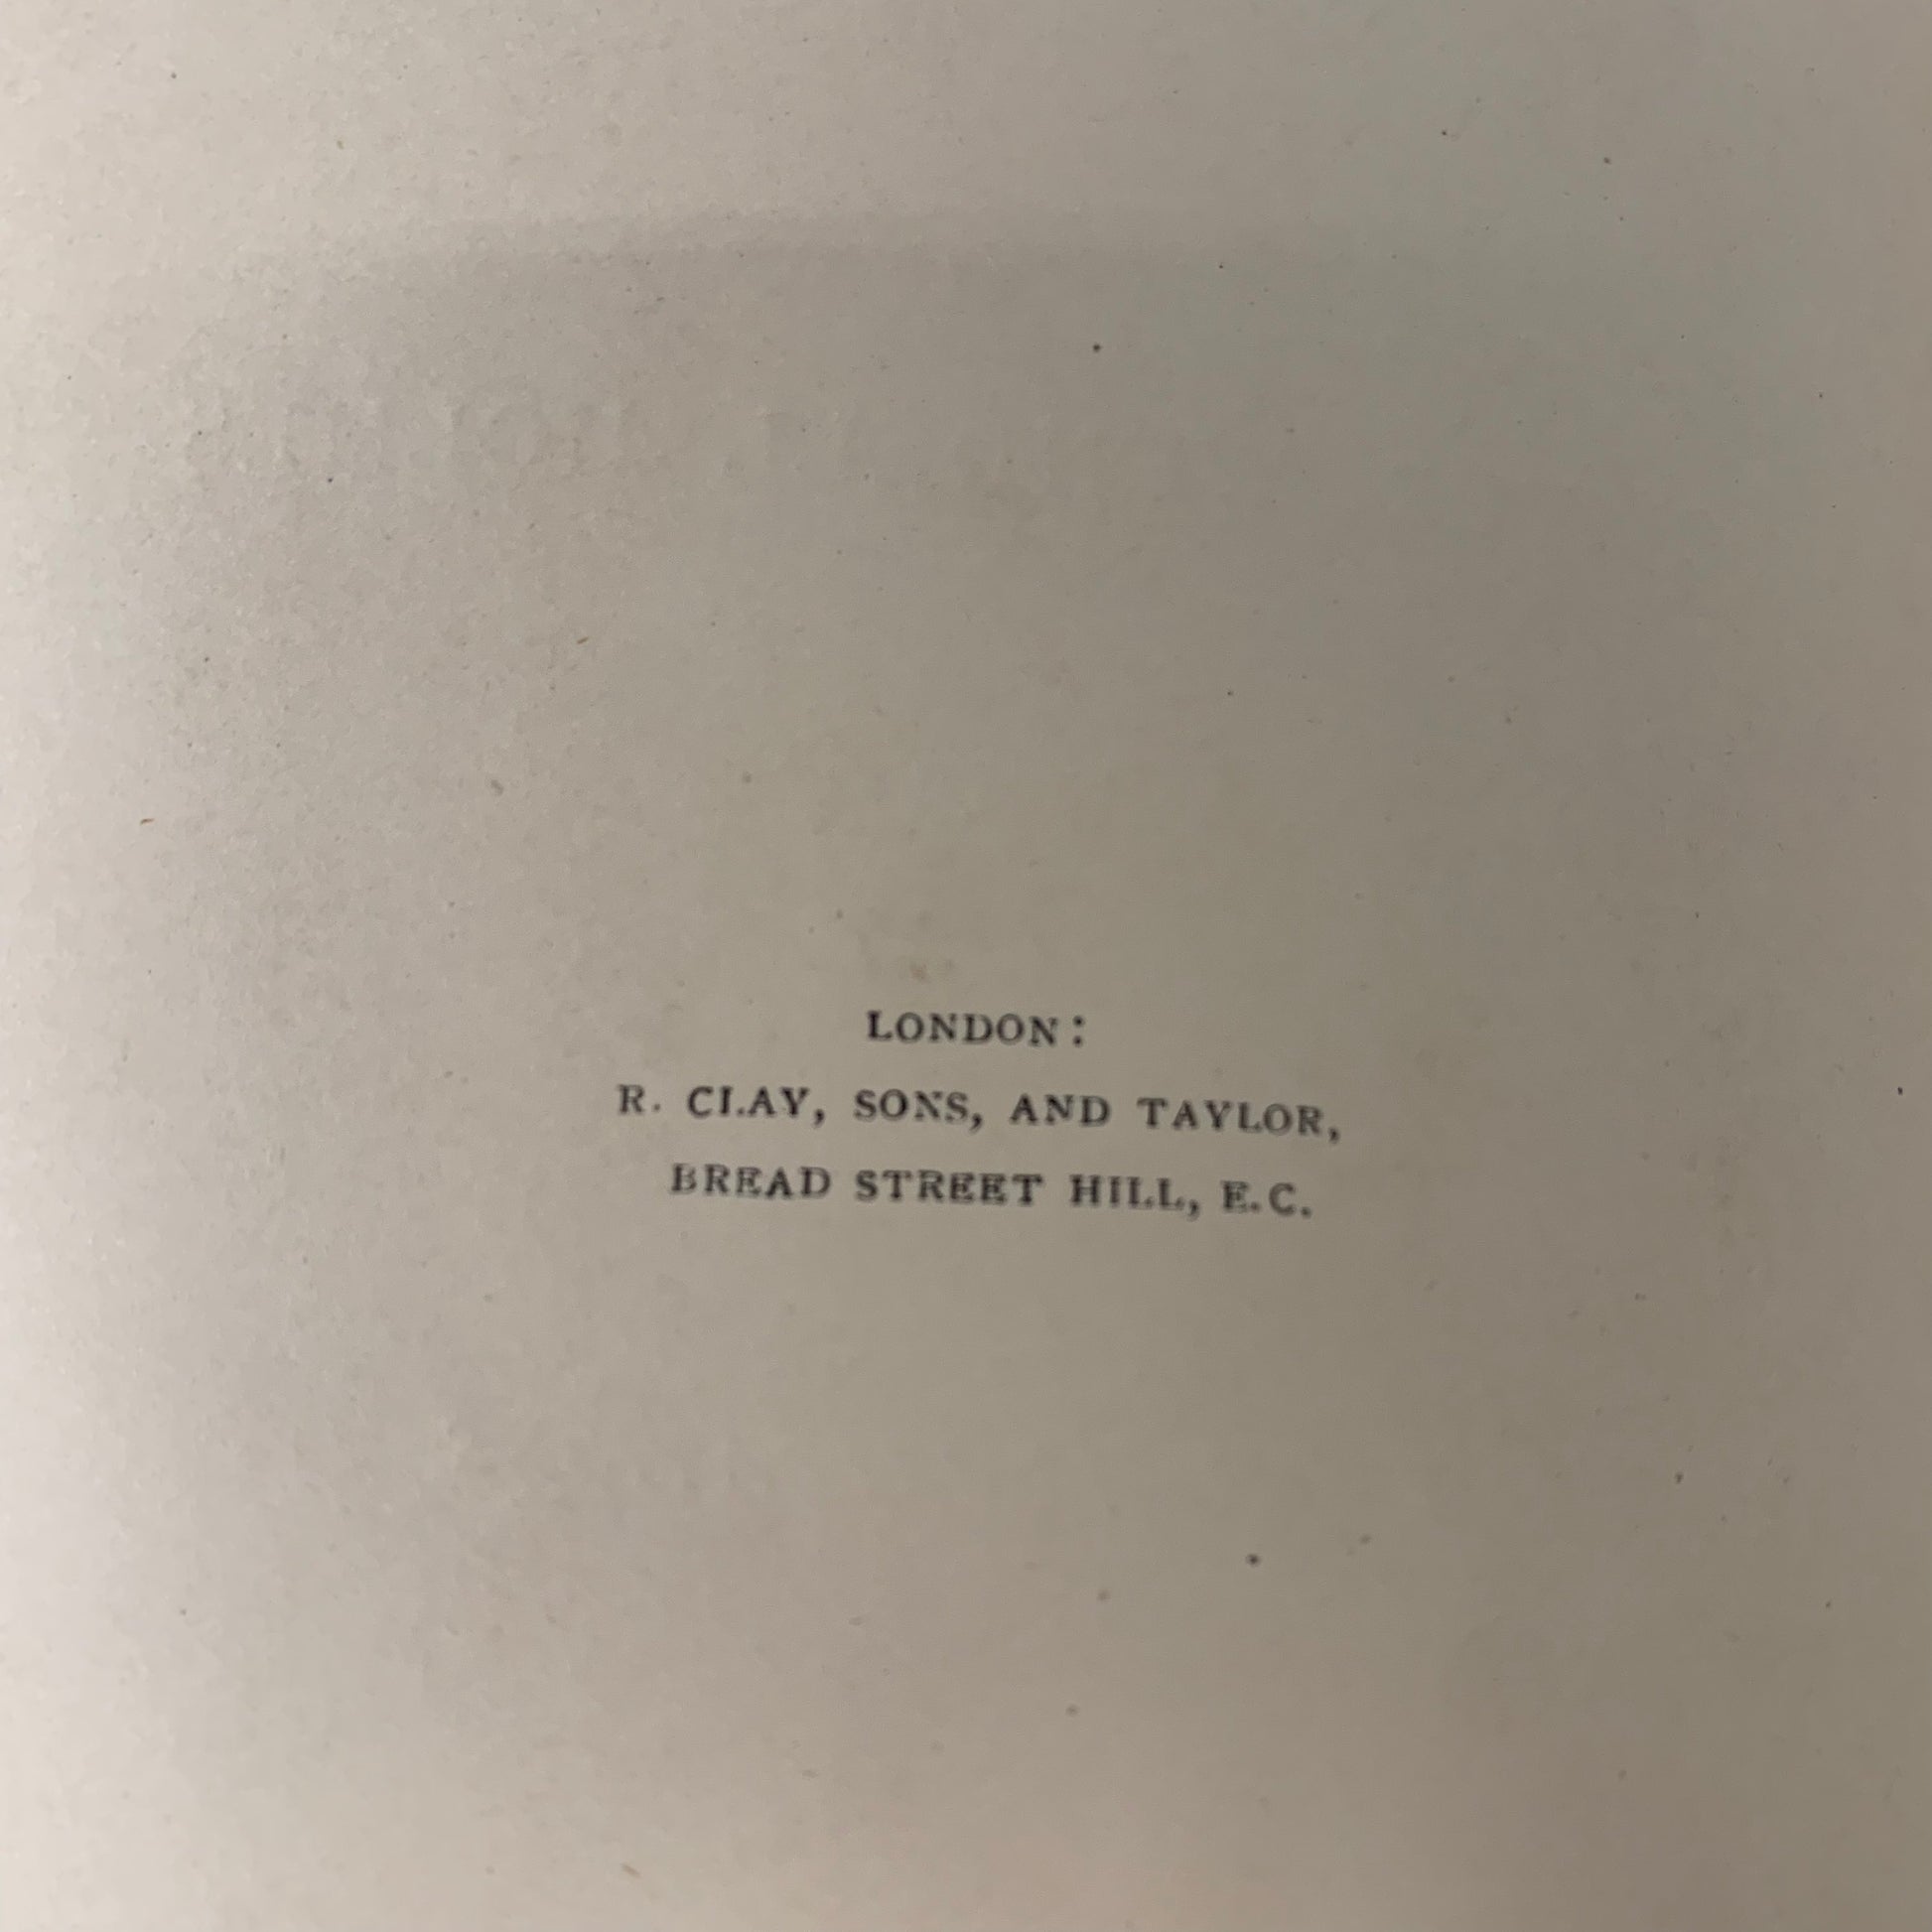 LONDON:
R. CLAY, SONS, AND TAYLOR,
BREAD STREET HILL, E.C.